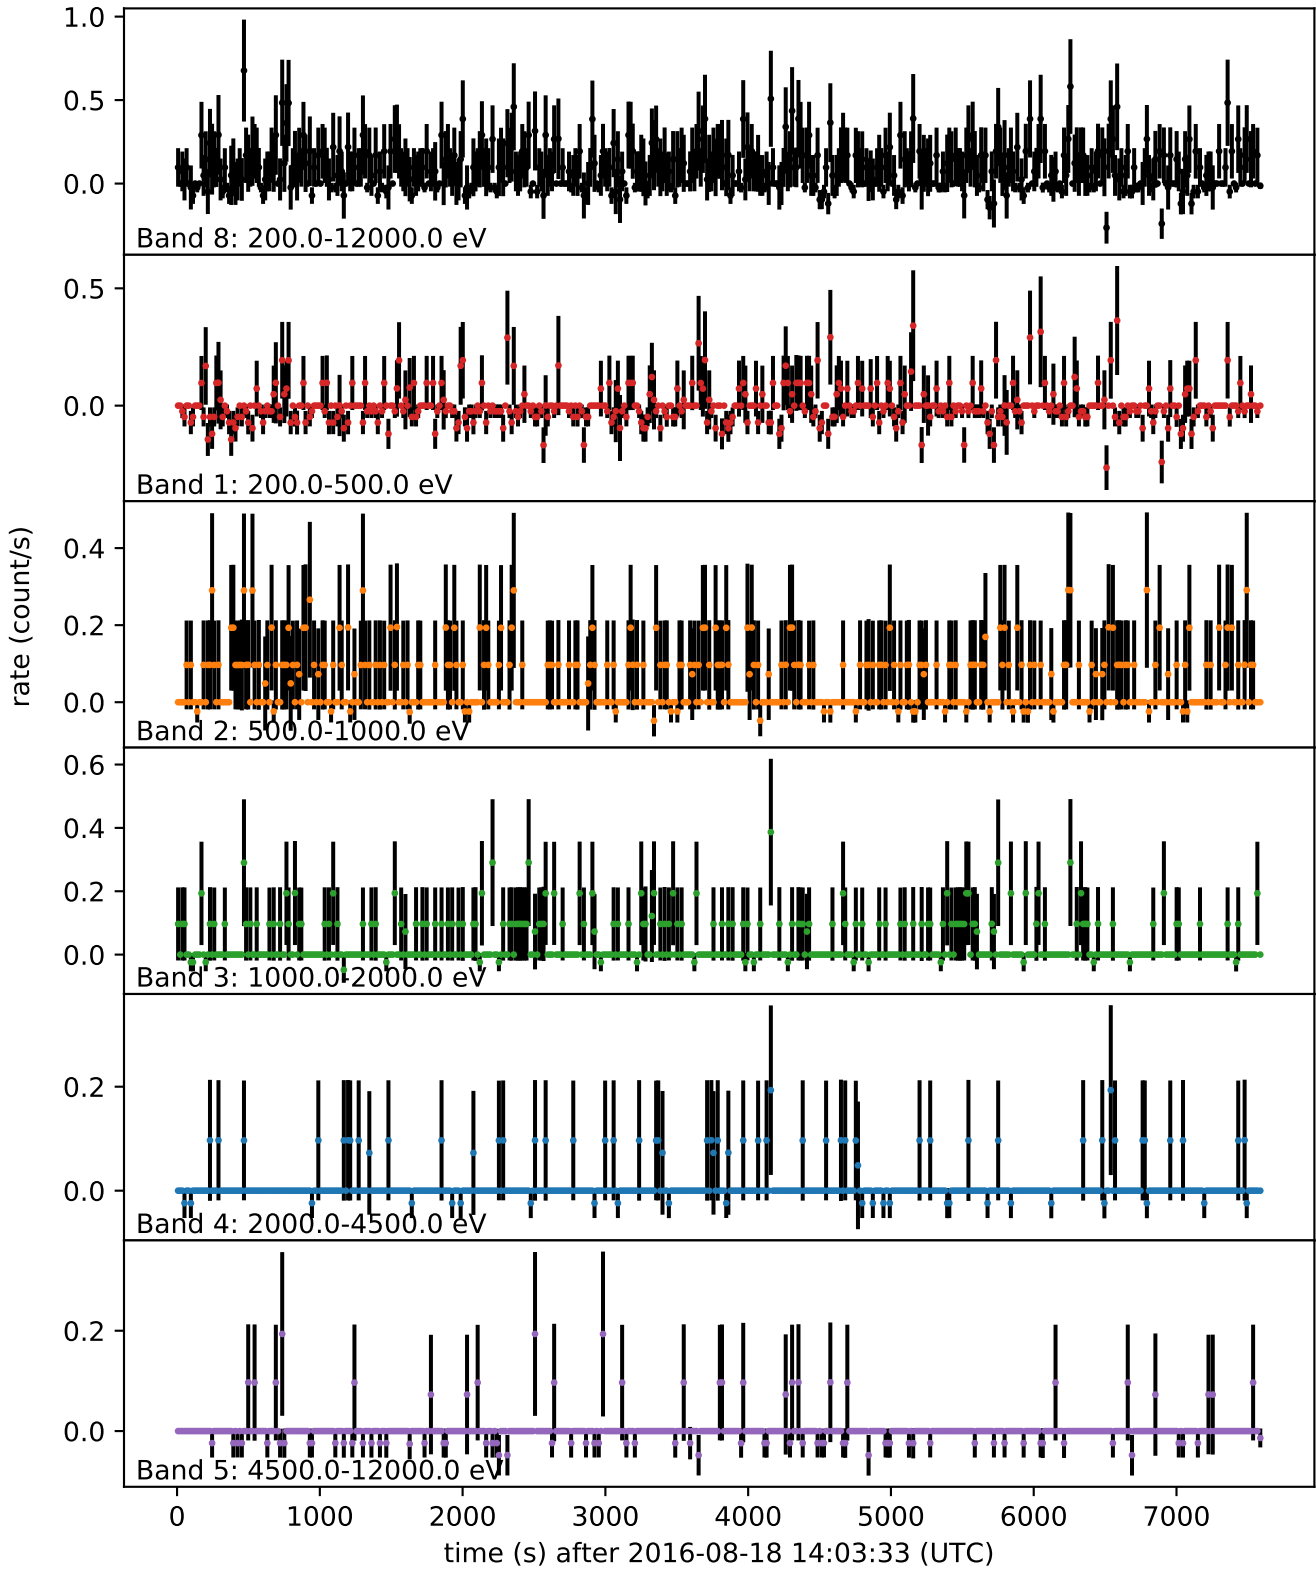 1.0
0.5
0.0
Band 8: 200.0-12000.0 eV
0.5
0.0
Band 1: 200.0-500.0 eV
rate (count/s)
0.4
0.2
0.0
Band 2: 500.0-1000.0 eV
0.6
0.4
0.2
0.0
Band 3: 1000.0-2000.0 eV
0.2
0.0
Band 4: 2000.0-4500.0 eV
0.2
0.0
Band 5: 4500.0-12000.0 eV
0 1000 2000 3000 4000 5000 6000 7000
time (s) after 2016-08-18 14:03:33 (UTC)